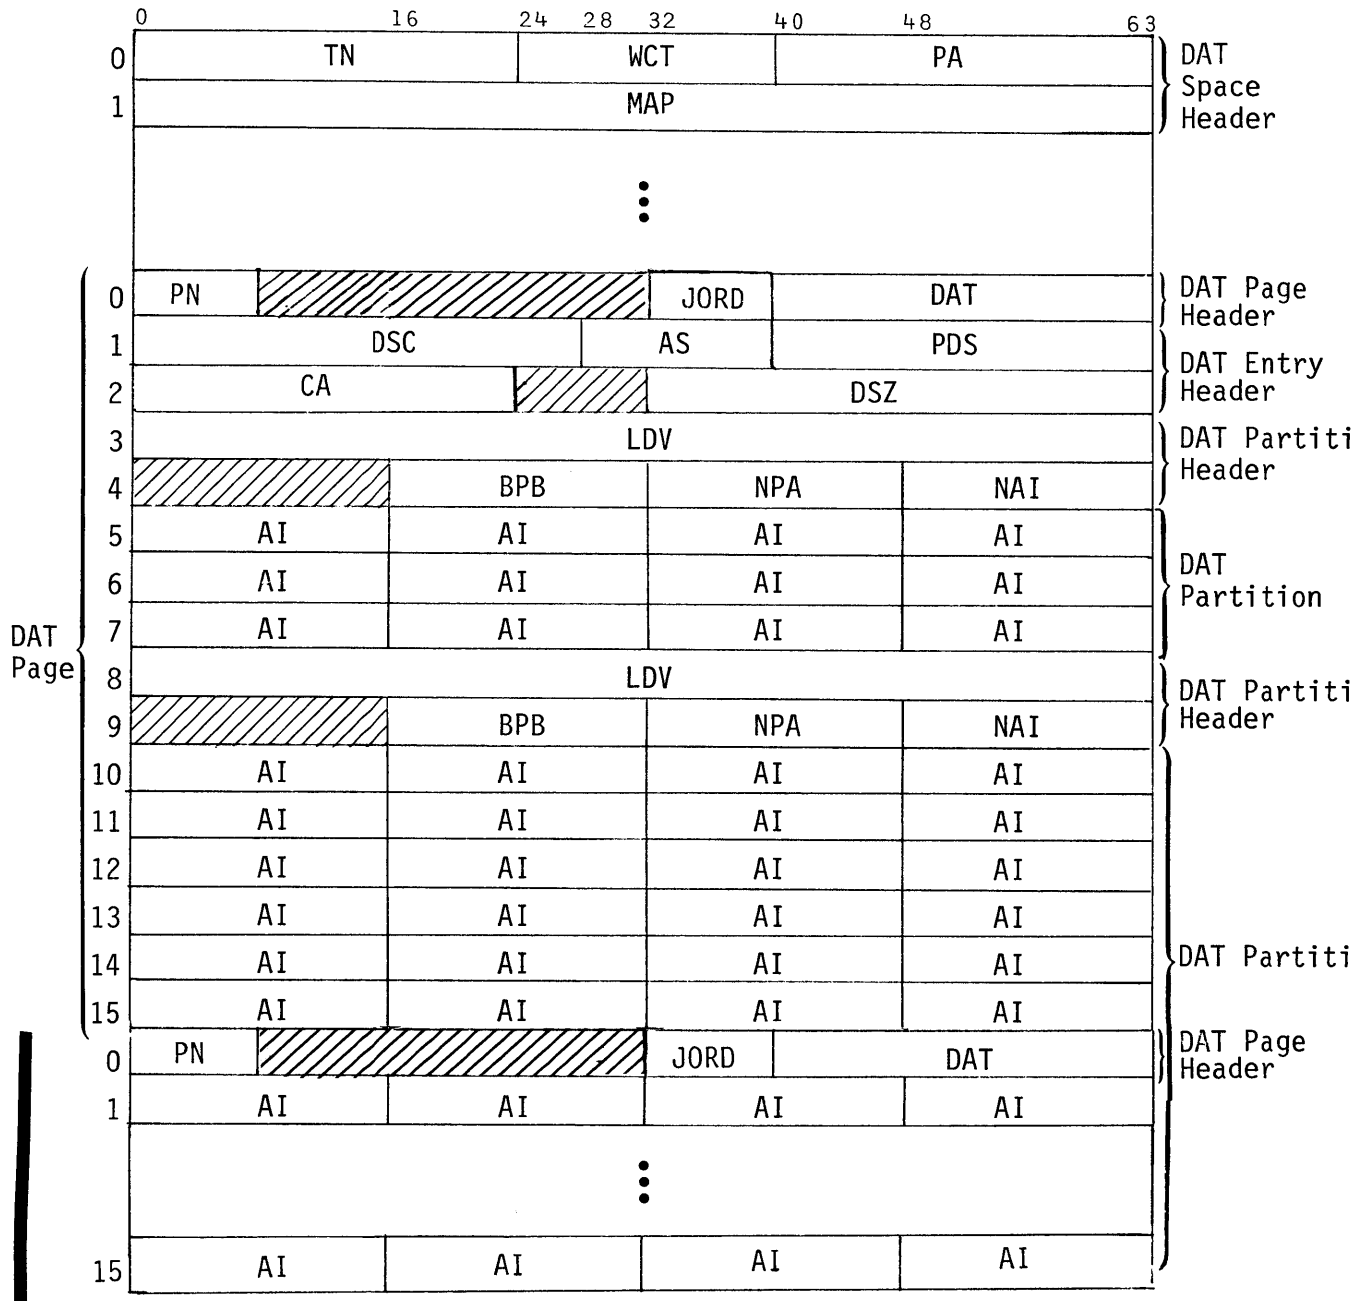 0 16 24 28 32 40 48 63
0 TN WCT PA DAT
Space
Header
1 MAP
0 PN JORD DAT DAT Page
Header
1 DSC AS PDS
DAT Entry
Header
2 CA DSZ
3 LDV DAT Partiti
Header
4 BPB NPA NAI
5 AI AI AI AI
6 AI AI AI AI
DAT
Partition
7 AI AI AI AI
DAT
Page
8 LDV
9 BPB NPA NAI
DAT Partiti
Header
10 AI AI AI AI
11 AI AI AI AI
12 AI AI AI AI
13 AI AI AI AI
14 AI AI AI AI
DAT Partiti
15 AI AI AI AI
0 PN JORD DAT
DAT Page
Header
1 AI AI AI AI
15 AI AI AI AI